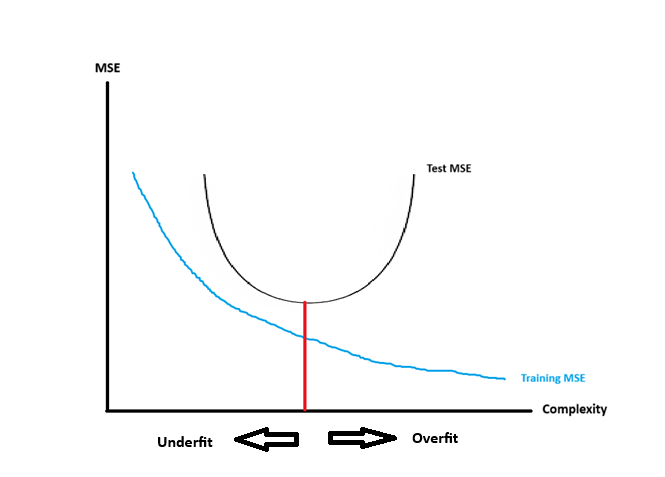 MSE
Test MSE
Training MSE
Complexity
Underfit
Overfit